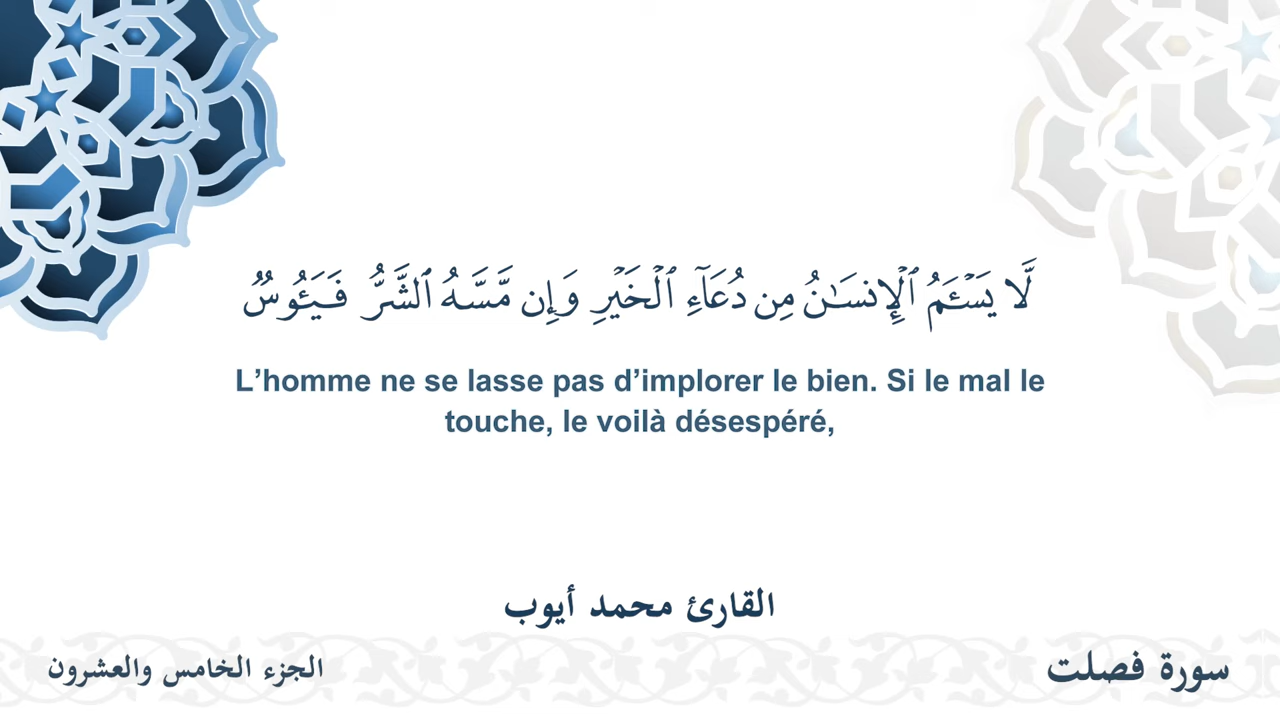 لَّا يَسْـَٔمُ ٱلْإِنسَـٰنُ مِن دُعَآءِ ٱلْخَيْرِ وَإِن مَّسَّهُ ٱلشَّرُّ فَيَـُٔوسٌ
L’homme ne se lasse pas d’implorer le bien. Si le mal le
touche, le voilà désespéré,
القارئ محمد أيوب
سورة فصلت
الجزء الخامس والعشرون